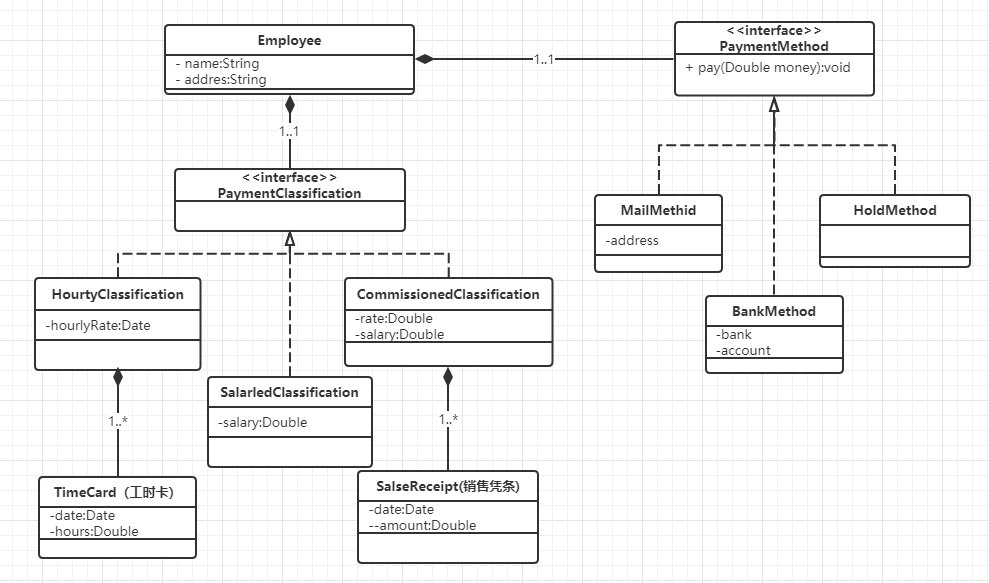 Employee
- name:String
- addres:String
1..1
<<interface>>
PaymentMethod
+ pay(Double money):void
1..1
<<interface>>
PaymentClassification
MailMethid
-address
HoldMethod
BankMethod
-bank
-account
HourtyClassification
-hourlyRate:Date
CommissionedClassification
-rate:Double
-salary:Double
SalarledClassification
-salary:Double
1..*
1..*
TimeCard（工时卡）
-date:Date
-hours:Double
SalseReceipt(销售凭条)
-date:Date
--amount:Double